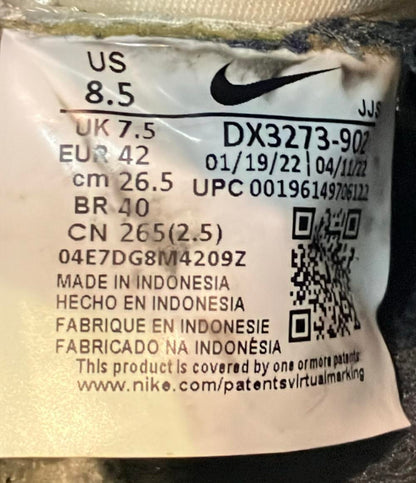 US
8.5
JJS
UK 7.5
DX3273-902
EUR 42
01/19/22 | 04/11/22
cm 26.5
UPC 00196149706122
BR 40
CN 265(2.5)
04E7DG8M4209Z
MADE IN INDONESIA
HECHO EN INDONESIA
FABRIQUE EN INDONESIE
FABRICADO NA INDONÉSIA
This product is covered by one or more patents
www.nike.com/patentsvirtualmarking